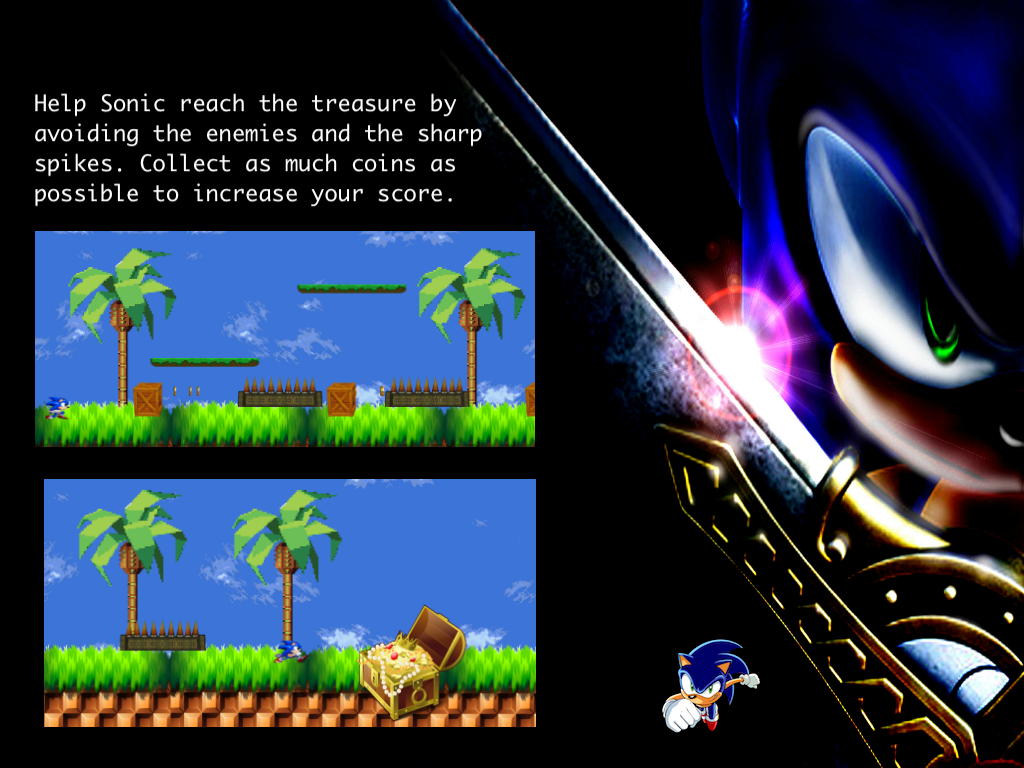 Help Sonic reach the treasure by
avoiding the enemies and the sharp
spikes. Collect as much coins as
possible to increase your score.